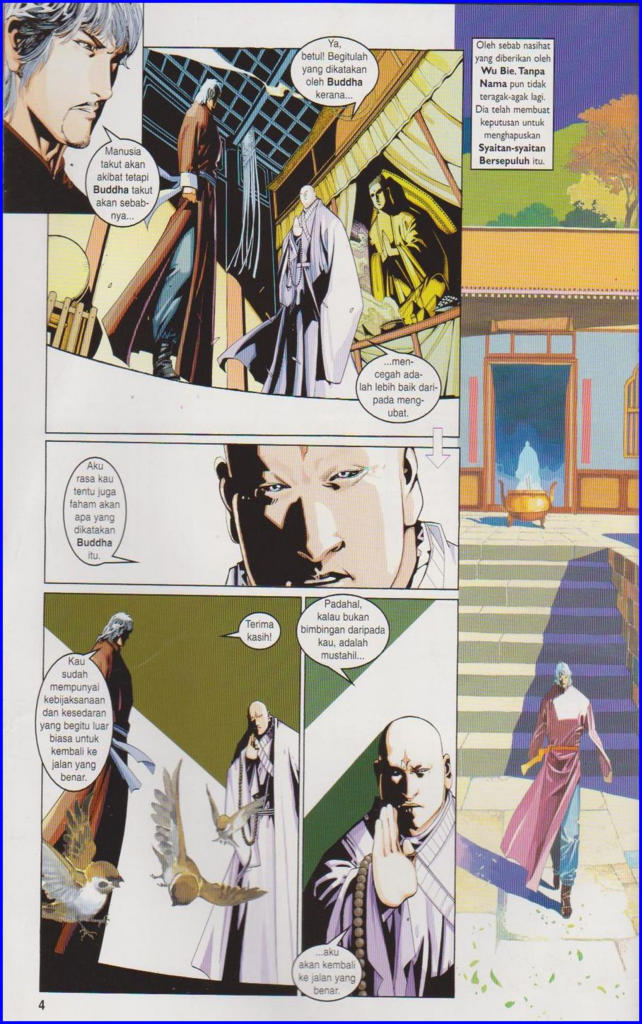 Manusia
takut akan
akibat tetapi
Buddha takut
akan sebab-
nya...
Ya,
betul! Begitulah
yang dikatakan
oleh Buddha
kerana...
...men-
cegah ada-
lah lebih baik dari-
pada meng-
ubat.
Aku
rasa kau
tentu juga
faham akan
apa yang
dikatakan
Buddha
itu.
Kau
sudah
mempunyai
kebijaksanaan
dan kesedaran
yang begitu luar
biasa untuk
kembali ke
jalan yang
benar.
Terima
kasih!
Padahal,
kalau bukan
bimbingan daripada
kau, adalah
mustahil...
...aku
akan kembali
ke jalan yang
benar.
Oleh sebab nasihat
yang diberikan oleh
Wu Bie, Tanpa
Nama pun tidak
teragak-agak lagi.
Dia telah membuat
keputusan untuk
menghapuskan
Syaitan-syaitan
Bersepuluh itu.
4